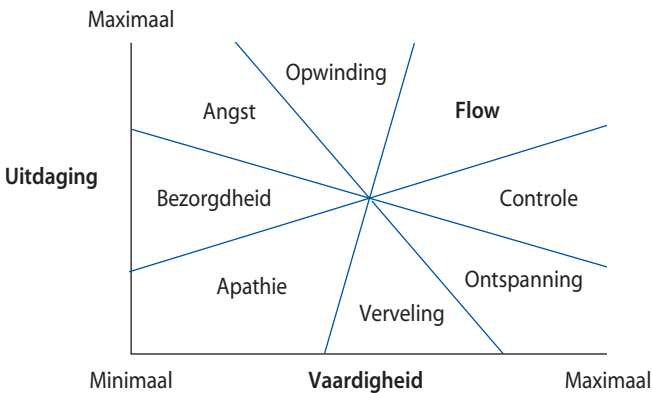 Maximaal
Opwinding
Angst
Flow
Uitdaging
Bezorgdheid
Controle
Apathie
Ontspanning
Verveling
Minimaal
Vaardigheid
Maximaal